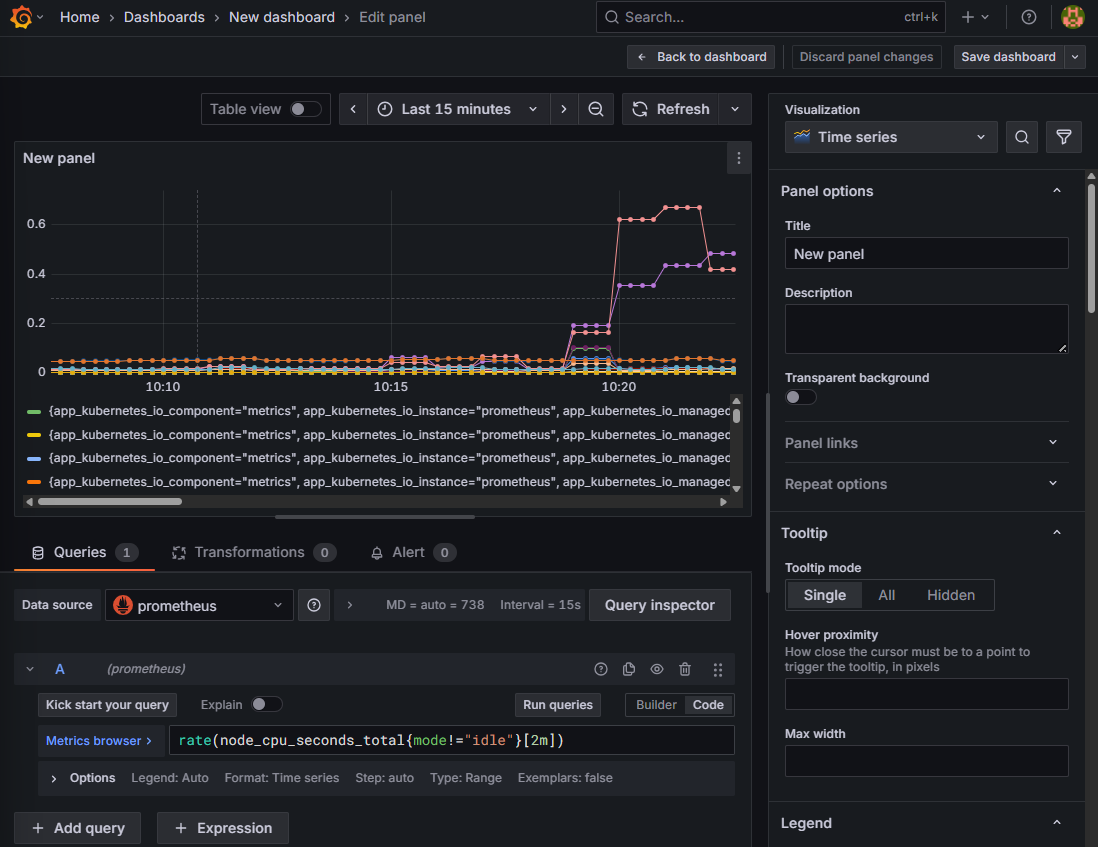 Home › Dashboards › New dashboard › Edit panel
Search... ctrl+k
Back to dashboard Discard panel changes Save dashboard
Table view Last 15 minutes Refresh
New panel
0.6
0.4
0.2
0
10:10 10:15 10:20
{app_kubernetes_io_component="metrics", app_kubernetes_io_instance="prometheus", app_kubernetes_io_managed
{app_kubernetes_io_component="metrics", app_kubernetes_io_instance="prometheus", app_kubernetes_io_managed
{app_kubernetes_io_component="metrics", app_kubernetes_io_instance="prometheus", app_kubernetes_io_managed
{app_kubernetes_io_component="metrics", app_kubernetes_io_instance="prometheus", app_kubernetes_io_managed
Queries 1 Transformations 0 Alert 0
Data source prometheus MD = auto = 738 Interval = 15s Query inspector
A (prometheus)
Kick start your query Explain Run queries Builder Code
Metrics browser > rate(node_cpu_seconds_total{mode!="idle"}[2m])
Options Legend: Auto Format: Time series Step: auto Type: Range Exemplars: false
+ Add query + Expression
Visualization
Time series
Panel options
Title
New panel
Description
Transparent background
Panel links
Repeat options
Tooltip
Tooltip mode
Single All Hidden
Hover proximity
How close the cursor must be to a point to
trigger the tooltip, in pixels
Max width
Legend